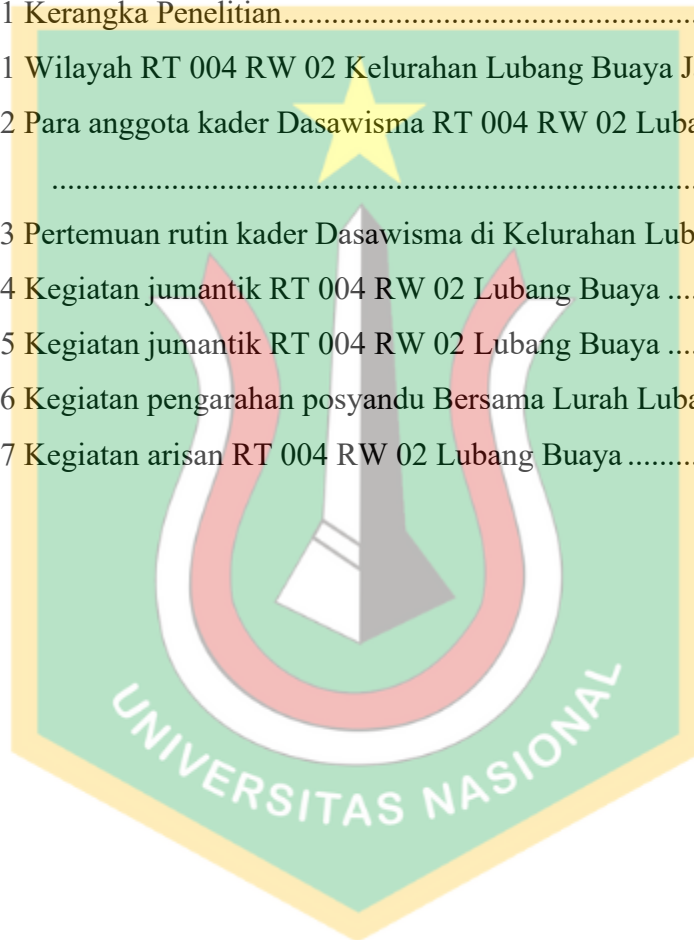 1 Kerangka Penelitian....................................................
1 Wilayah RT 004 RW 02 Kelurahan Lubang Buaya
2 Para anggota kader Dasawisma RT 004 RW 02
....................................................................................
3 Pertemuan rutin kader Dasawisma di Kelurahan
4 Kegiatan jumantik RT 004 RW 02 Lubang Buaya ....
5 Kegiatan jumantik RT 004 RW 02 Lubang Buaya ....
6 Kegiatan pengarahan posyandu Bersama Lurah
7 Kegiatan arisan RT 004 RW 02 Lubang Buaya .........
UNIVERSITAS NASIONAL